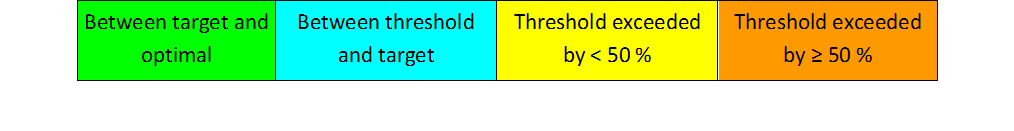 Between target and
optimal
Between threshold
and target
Threshold exceeded
by < 50 %
Threshold exceeded
by ≥ 50 %